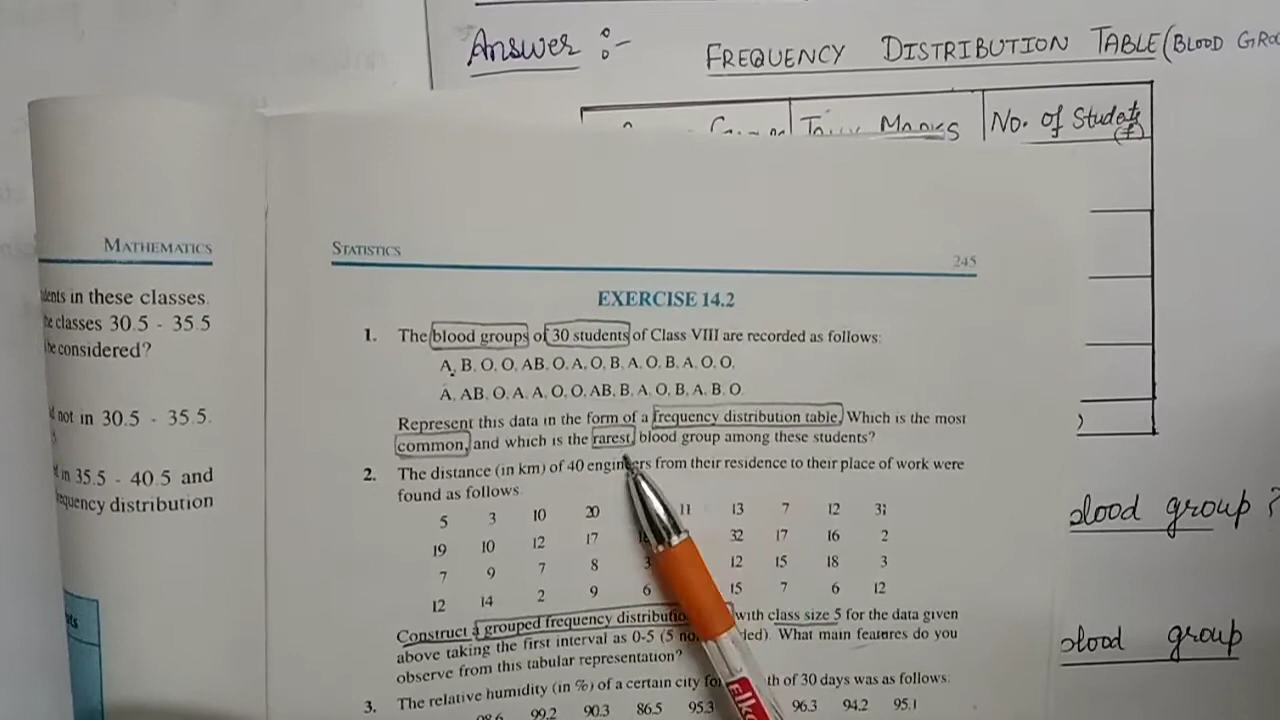 Answer :-
FREQUENCY DISTRIBUTION TABLE (BLOOD
No. of Students
(f)
MATHEMATICS
in these classes.
classes 30.5 - 35.5
be considered?
not in 30.5 - 35.5.
in 35.5 - 40.5 and
frequency distribution
STATISTICS 245
EXERCISE 14.2
1. The blood groups of 30 students of Class VIII are recorded as follows:
A, B, O, O, AB, O, A, O, B, A, O, B, A, O, O,
A, AB, O, A, A, O, O, AB, B, A, O, B, A, B, O.
Represent this data in the form of a frequency distribution table. Which is the most
common, and which is the rarest, blood group among these students?
2. The distance (in km) of 40 engineers from their residence to their place of work were
found as follows.
5 3 10 20 11 13 7 12 31
19 10 12 17 32 17 16 2
7 9 7 8 3 12 15 18 3
12 14 2 9 6 15 7 6 12
Construct a grouped frequency distribution with class size 5 for the data given
above taking the first interval as 0-5 (5 What main features do you
observe from this tabular representation?
3. The relative humidity (in %) of a certain city of 30 days was as follows:
99.2 90.3 86.5 95.3 96.3 94.2 95.1
blood group ?
blood group
Elko